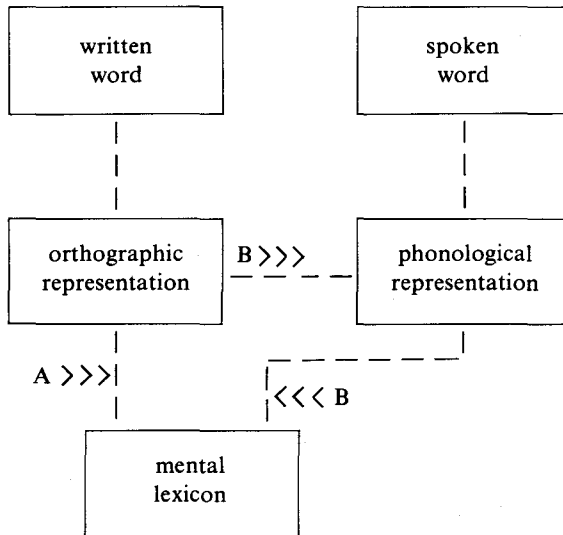 written
word
spoken
word
orthographic
representation
B >>>
phonological
representation
A >>>
<<< B
mental
lexicon